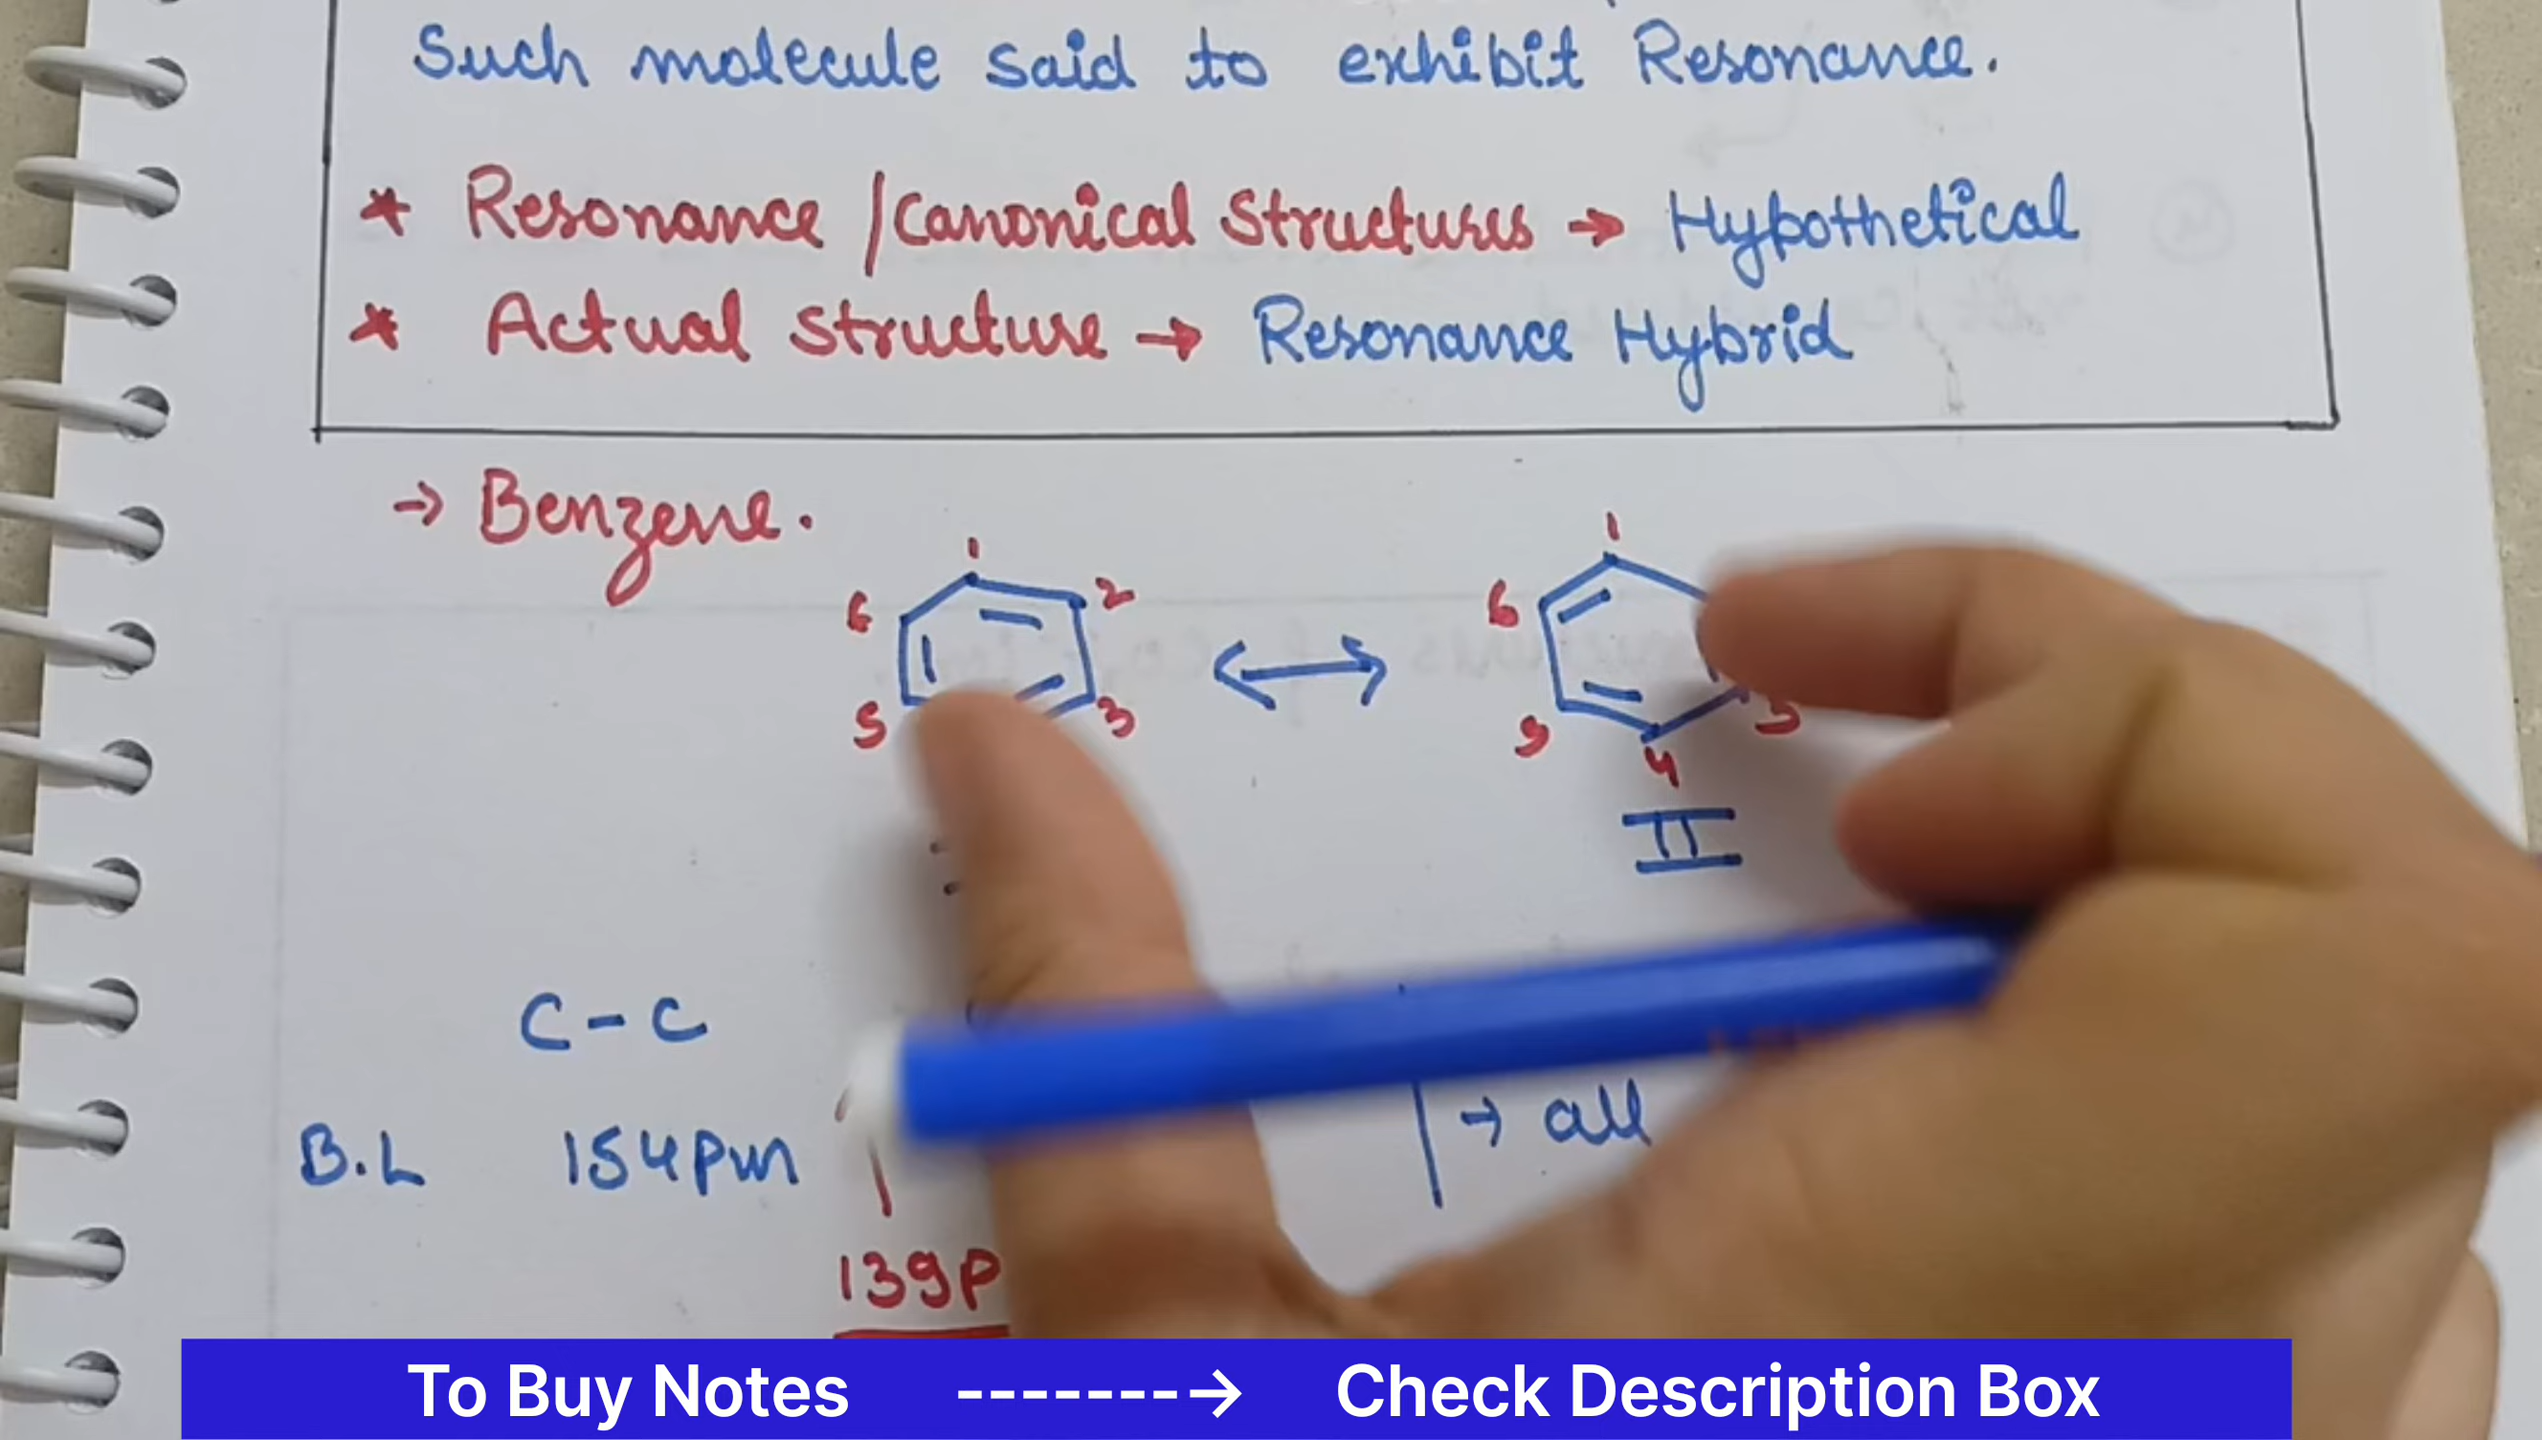 Such molecule said to exhibit Resonance.
* Resonance / Canonical Structures → Hypothetical
* Actual structure → Resonance Hybrid
→ Benzene.
1 1
6 2 6
5 3 ↔ 5 3
4
II
C - C
B.L 154pm → all
139p
To Buy Notes -------→ Check Description Box